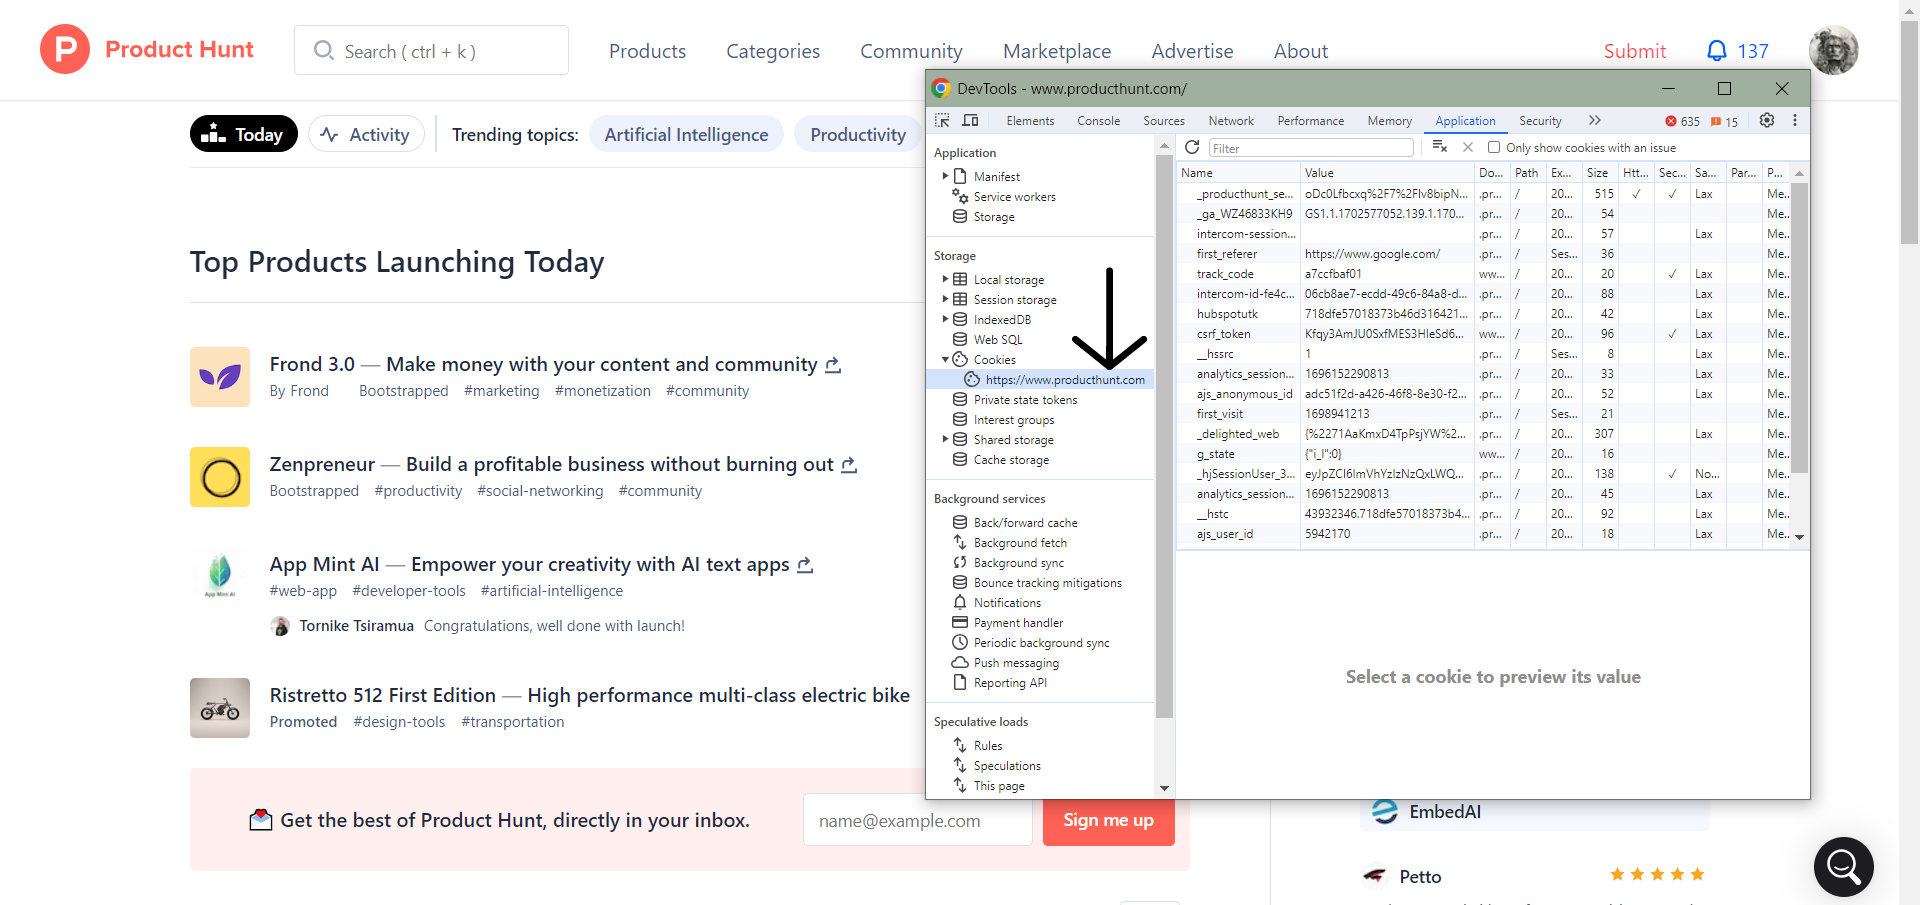 P Product Hunt
Search ( ctrl + k )
Products Categories Community Marketplace Advertise About
Submit 137
Today Activity Trending topics: Artificial Intelligence Productivity
Top Products Launching Today
Frond 3.0 — Make money with your content and community
By Frond Bootstrapped #marketing #monetization #community
Zenpreneur — Build a profitable business without burning out
Bootstrapped #productivity #social-networking #community
App Mint AI
App Mint AI — Empower your creativity with AI text apps
#web-app #developer-tools #artificial-intelligence
Tornike Tsiramua Congratulations, well done with launch!
Ristretto 512 First Edition — High performance multi-class electric bike
Promoted #design-tools #transportation
Get the best of Product Hunt, directly in your inbox.
name@example.com
Sign me up
DevTools - www.producthunt.com/
Elements Console Sources Network Performance Memory Application Security 635 15
Application
Manifest
Service workers
Storage
Storage
Local storage
Session storage
IndexedDB
Web SQL
Cookies
https://www.producthunt.com
Private state tokens
Interest groups
Shared storage
Cache storage
Background services
Back/forward cache
Background fetch
Background sync
Bounce tracking mitigations
Notifications
Payment handler
Periodic background sync
Push messaging
Reporting API
Speculative loads
Rules
Speculations
This page
Filter Only show cookies with an issue
Name Value Do... Path Ex... Size Htt... Sec... Sa... Par... P...
_producthunt_se... oDc0Lfbcxq%2F7%2Flv8bipN... .pr... / 20... 515 ✓ ✓ Lax Me...
_ga_WZ46833KH9 GS1.1.1702577052.139.1.170... .pr... / 20... 54 Me...
intercom-session... .pr... / 20... 57 Lax Me...
first_referer https://www.google.com/ .pr... / Ses... 36 Me...
track_code a7ccfbaf01 ww... / 20... 20 ✓ Lax Me...
intercom-id-fe4c... 06cb8ae7-ecdd-49c6-84a8-d... .pr... / 20... 88 Lax Me...
hubspotutk 718dfe57018373b46d316421... .pr... / 20... 42 Lax Me...
csrf_token Kfqy3AmJU0SxfMES3HIeSd6... ww... / 20... 96 ✓ Lax Me...
__hssrc 1 .pr... / Ses... 8 Lax Me...
analytics_session... 1696152290813 .pr... / 20... 33 Lax Me...
ajs_anonymous_id adc51f2d-a426-46f8-8e30-f2... .pr... / 20... 52 Lax Me...
first_visit 1698941213 .pr... / Ses... 21 Me...
_delighted_web {%2271AaKmxD4TpPsjYW%2... .pr... / 20... 307 Lax Me...
g_state {"i_l":0} ww... / 20... 16 Me...
_hjSessionUser_3... eyJpZCI6ImVhYzIzNzQxLWQ... .pr... / 20... 138 ✓ No... Me...
analytics_session... 1696152290813 .pr... / 20... 45 Lax Me...
__hstc 43932346.718dfe57018373b4... .pr... / 20... 92 Lax Me...
ajs_user_id 5942170 .pr... / 20... 18 Lax Me...
Select a cookie to preview its value
EmbedAI
Petto